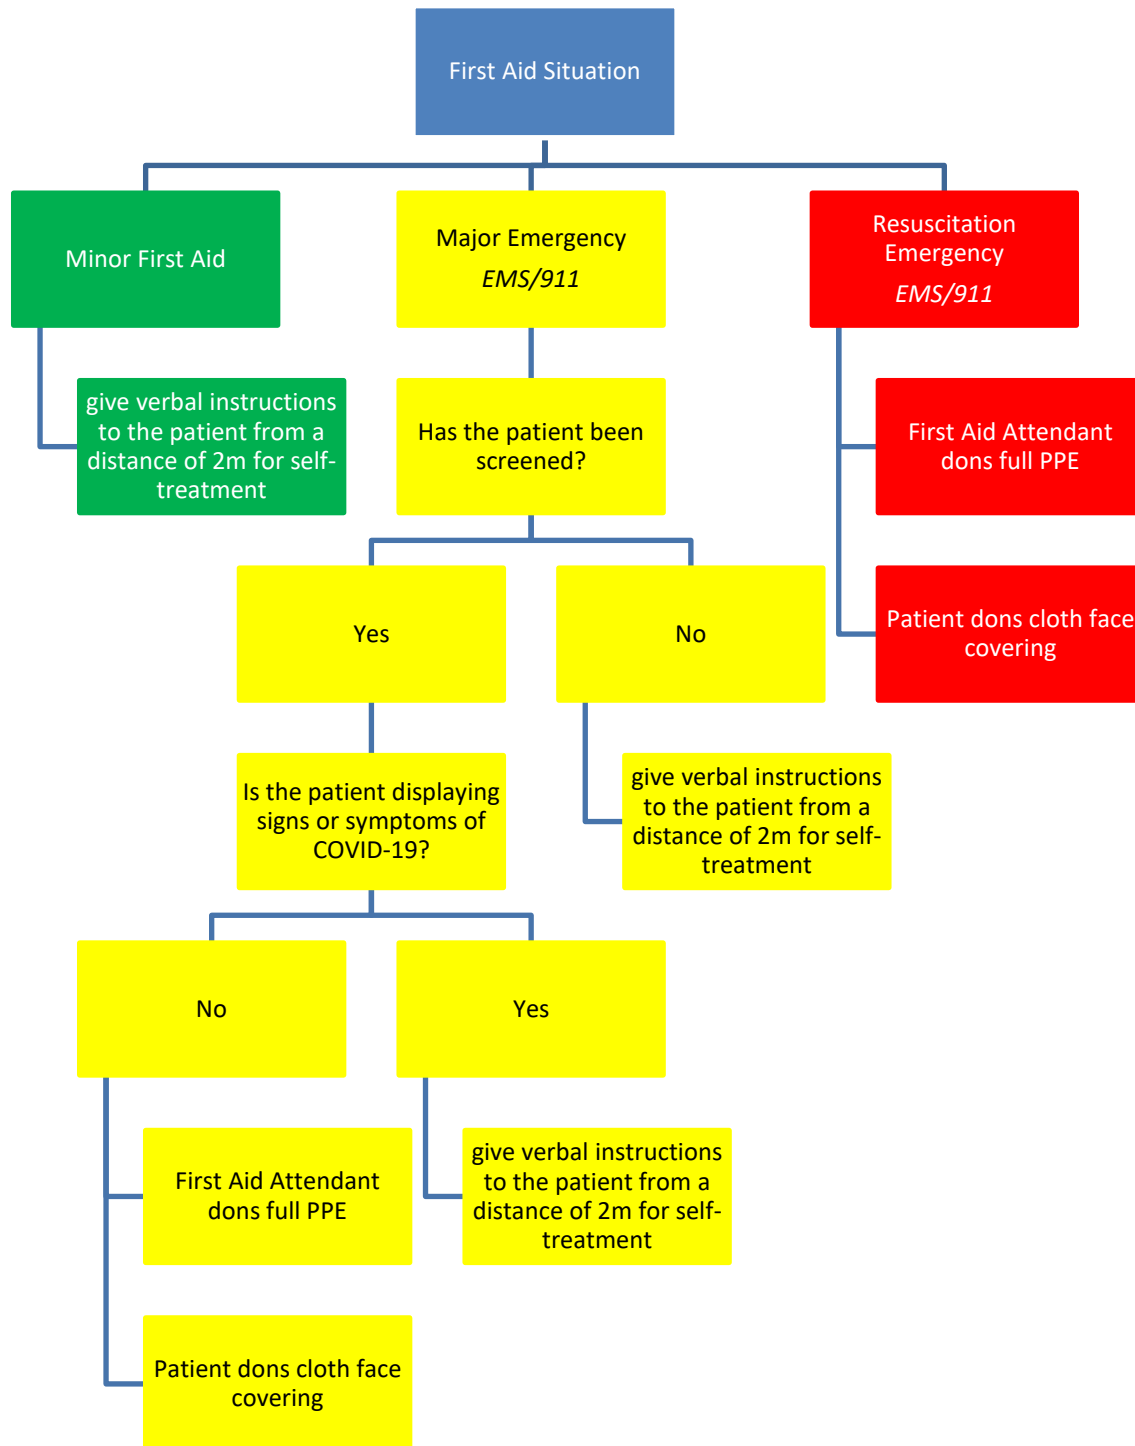 First Aid Situation
Minor First Aid
give verbal instructions
to the patient from a
distance of 2m for self-
treatment
Major Emergency
EMS/911
Has the patient been
screened?
Yes
Is the patient displaying
signs or symptoms of
COVID-19?
No
First Aid Attendant
dons full PPE
Patient dons cloth face
covering
Yes
give verbal instructions
to the patient from a
distance of 2m for self-
treatment
No
give verbal instructions
to the patient from a
distance of 2m for self-
treatment
Resuscitation
Emergency
EMS/911
First Aid Attendant
dons full PPE
Patient dons cloth face
covering